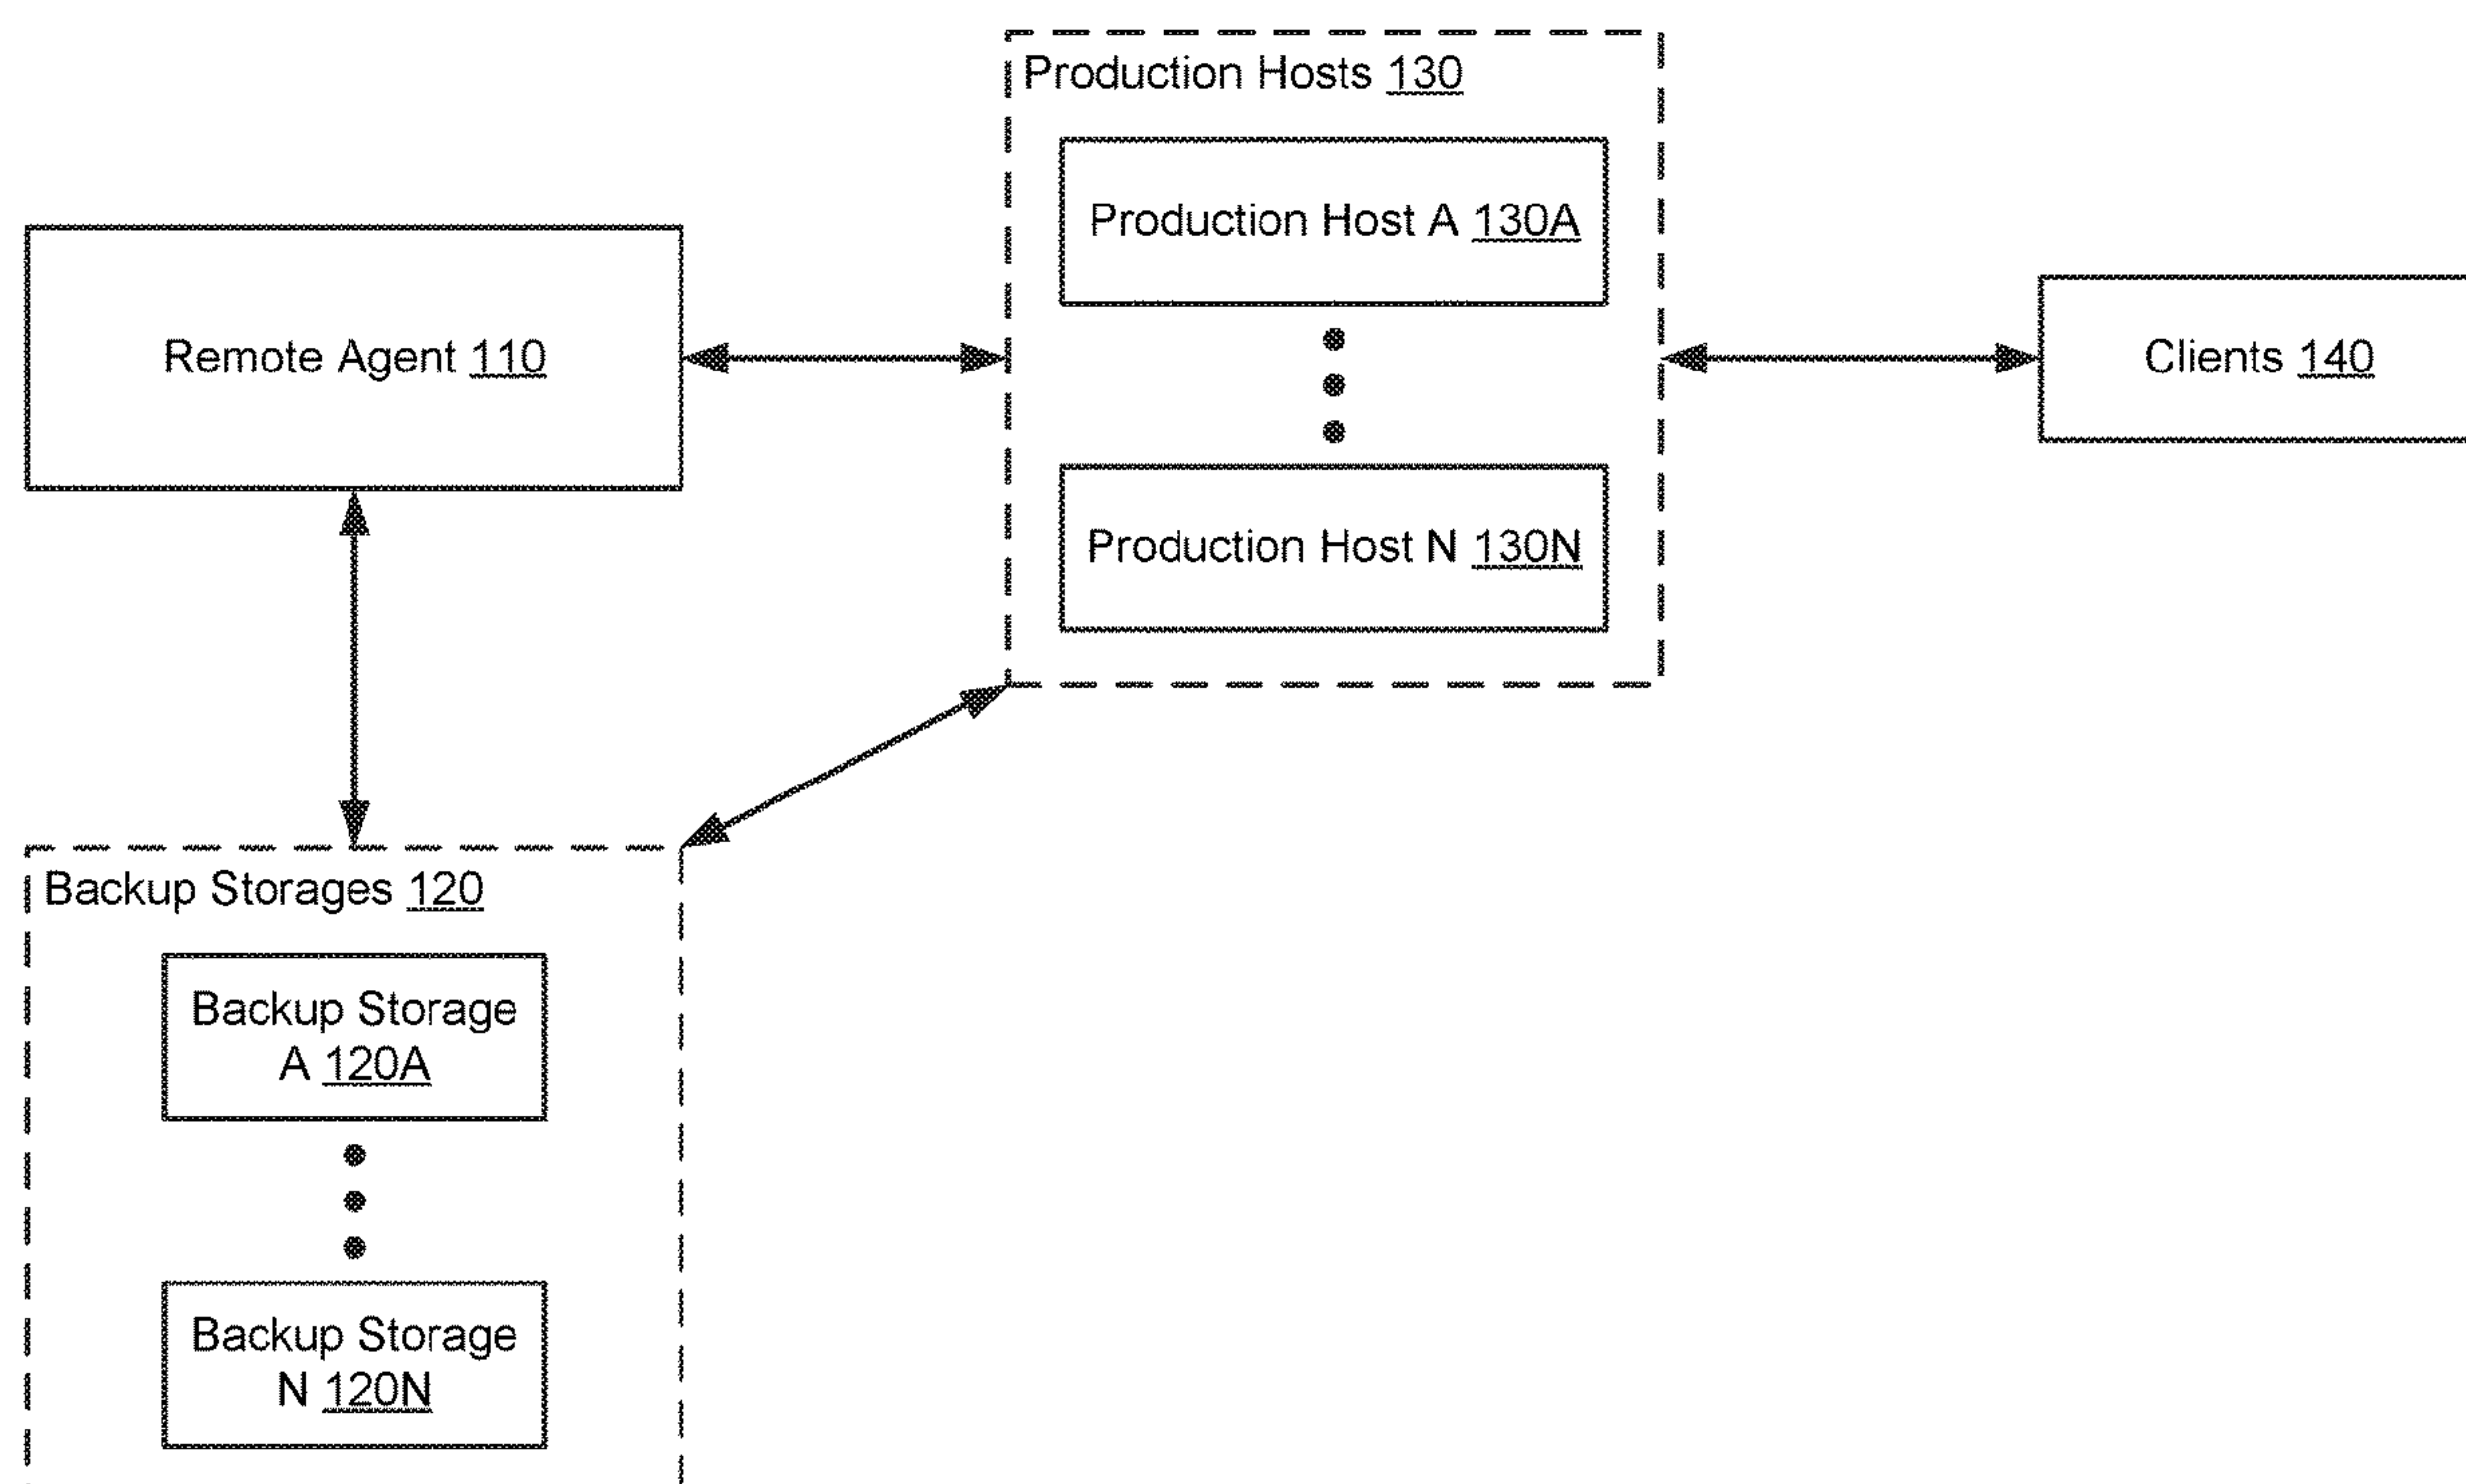 Production Hosts 130
Production Host A 130A
Remote Agent 110
Clients 140
Production Host N 130N
Backup Storages 120
Backup Storage
A 120A
Backup Storage
N 120N